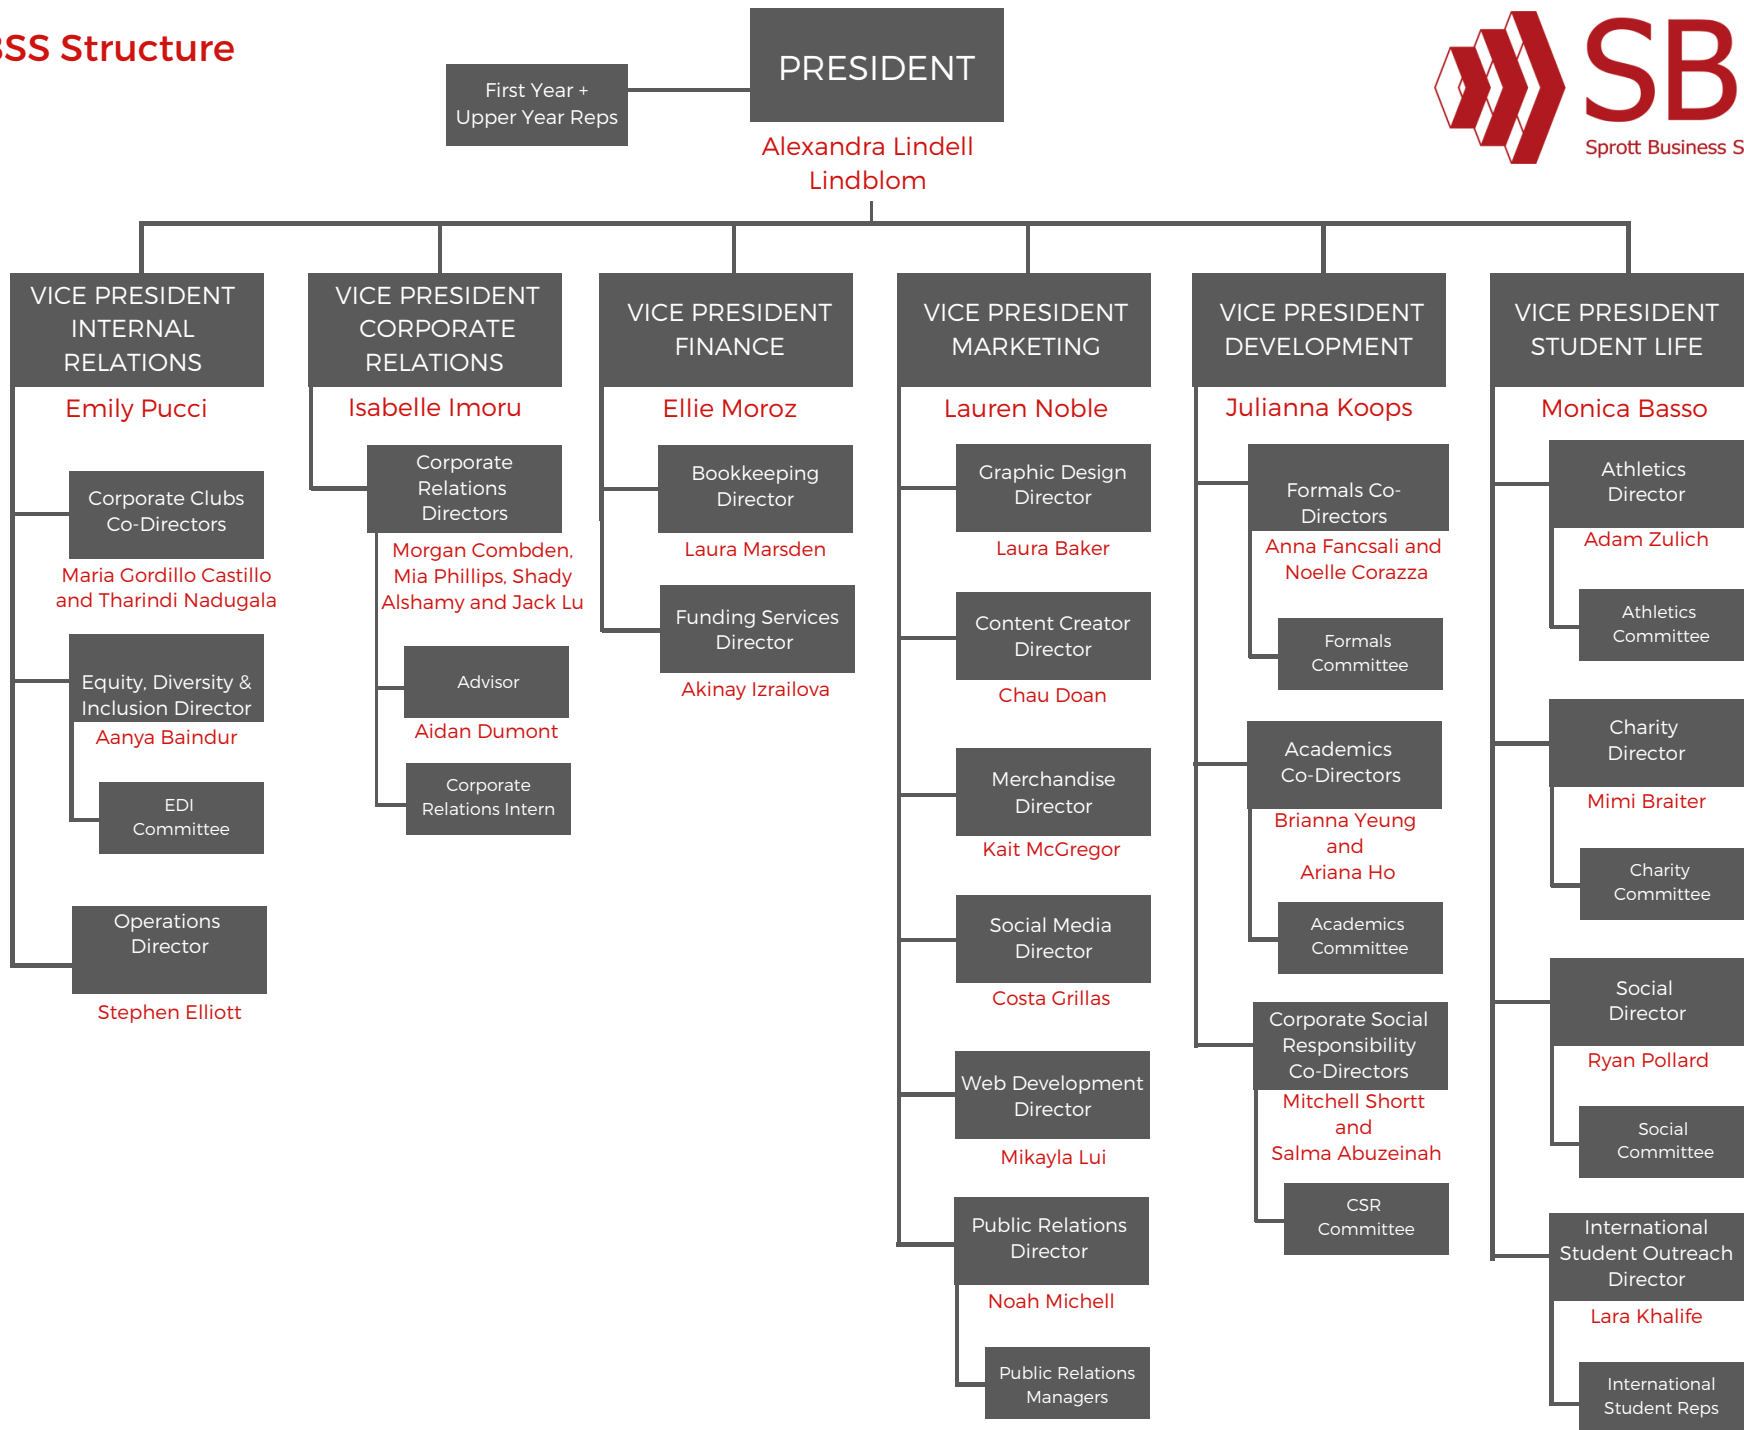 BSS Structure
PRESIDENT
First Year +
Upper Year Reps
Alexandra Lindell
Lindblom
SB
Sprott Business S
VICE PRESIDENT
INTERNAL
RELATIONS
Emily Pucci
Corporate Clubs
Co-Directors
Maria Gordillo Castillo
and Tharindi Nadugala
Equity, Diversity &
Inclusion Director
Aanya Baindur
EDI
Committee
Operations
Director
Stephen Elliott
VICE PRESIDENT
CORPORATE
RELATIONS
Isabelle Imoru
Corporate
Relations
Directors
Morgan Combden,
Mia Phillips, Shady
Alshamy and Jack Lu
Advisor
Aidan Dumont
Corporate
Relations Intern
VICE PRESIDENT
FINANCE
Ellie Moroz
Bookkeeping
Director
Laura Marsden
Funding Services
Director
Akinay Izrailova
VICE PRESIDENT
MARKETING
Lauren Noble
Graphic Design
Director
Laura Baker
Content Creator
Director
Chau Doan
Merchandise
Director
Kait McGregor
Social Media
Director
Costa Grillas
Web Development
Director
Mikayla Lui
Public Relations
Director
Noah Michell
Public Relations
Managers
VICE PRESIDENT
DEVELOPMENT
Julianna Koops
Formals Co-
Directors
Anna Fancsali and
Noelle Corazza
Formals
Committee
Academics
Co-Directors
Brianna Yeung
and
Ariana Ho
Academics
Committee
Corporate Social
Responsibility
Co-Directors
Mitchell Shortt
and
Salma Abuzeinah
CSR
Committee
VICE PRESIDENT
STUDENT LIFE
Monica Basso
Athletics
Director
Adam Zulich
Athletics
Committee
Charity
Director
Mimi Braiter
Charity
Committee
Social
Director
Ryan Pollard
Social
Committee
International
Student Outreach
Director
Lara Khalife
International
Student Reps